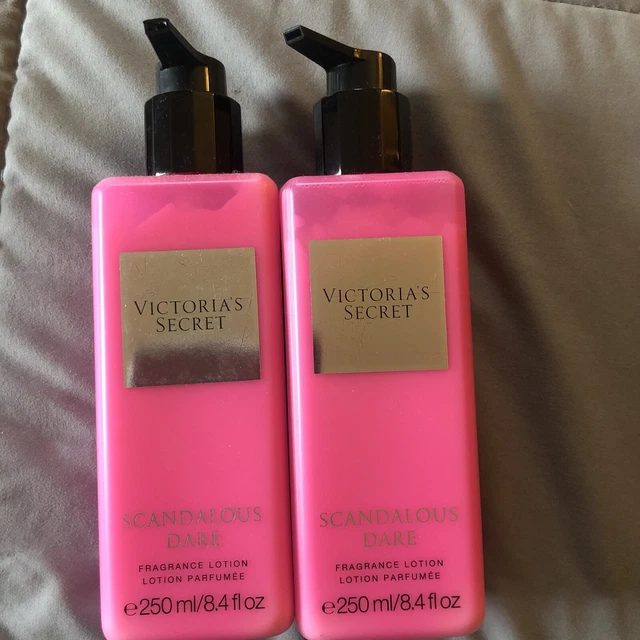 VICTORIA'S
SECRET
SCANDALOUS
DARE
FRAGRANCE LOTION
LOTION PARFUMÉE
℮250 ml/8.4 fl oz
VICTORIA'S
SECRET
SCANDALOUS
DARE
FRAGRANCE LOTION
LOTION PARFUMÉE
℮250 ml/8.4 fl oz